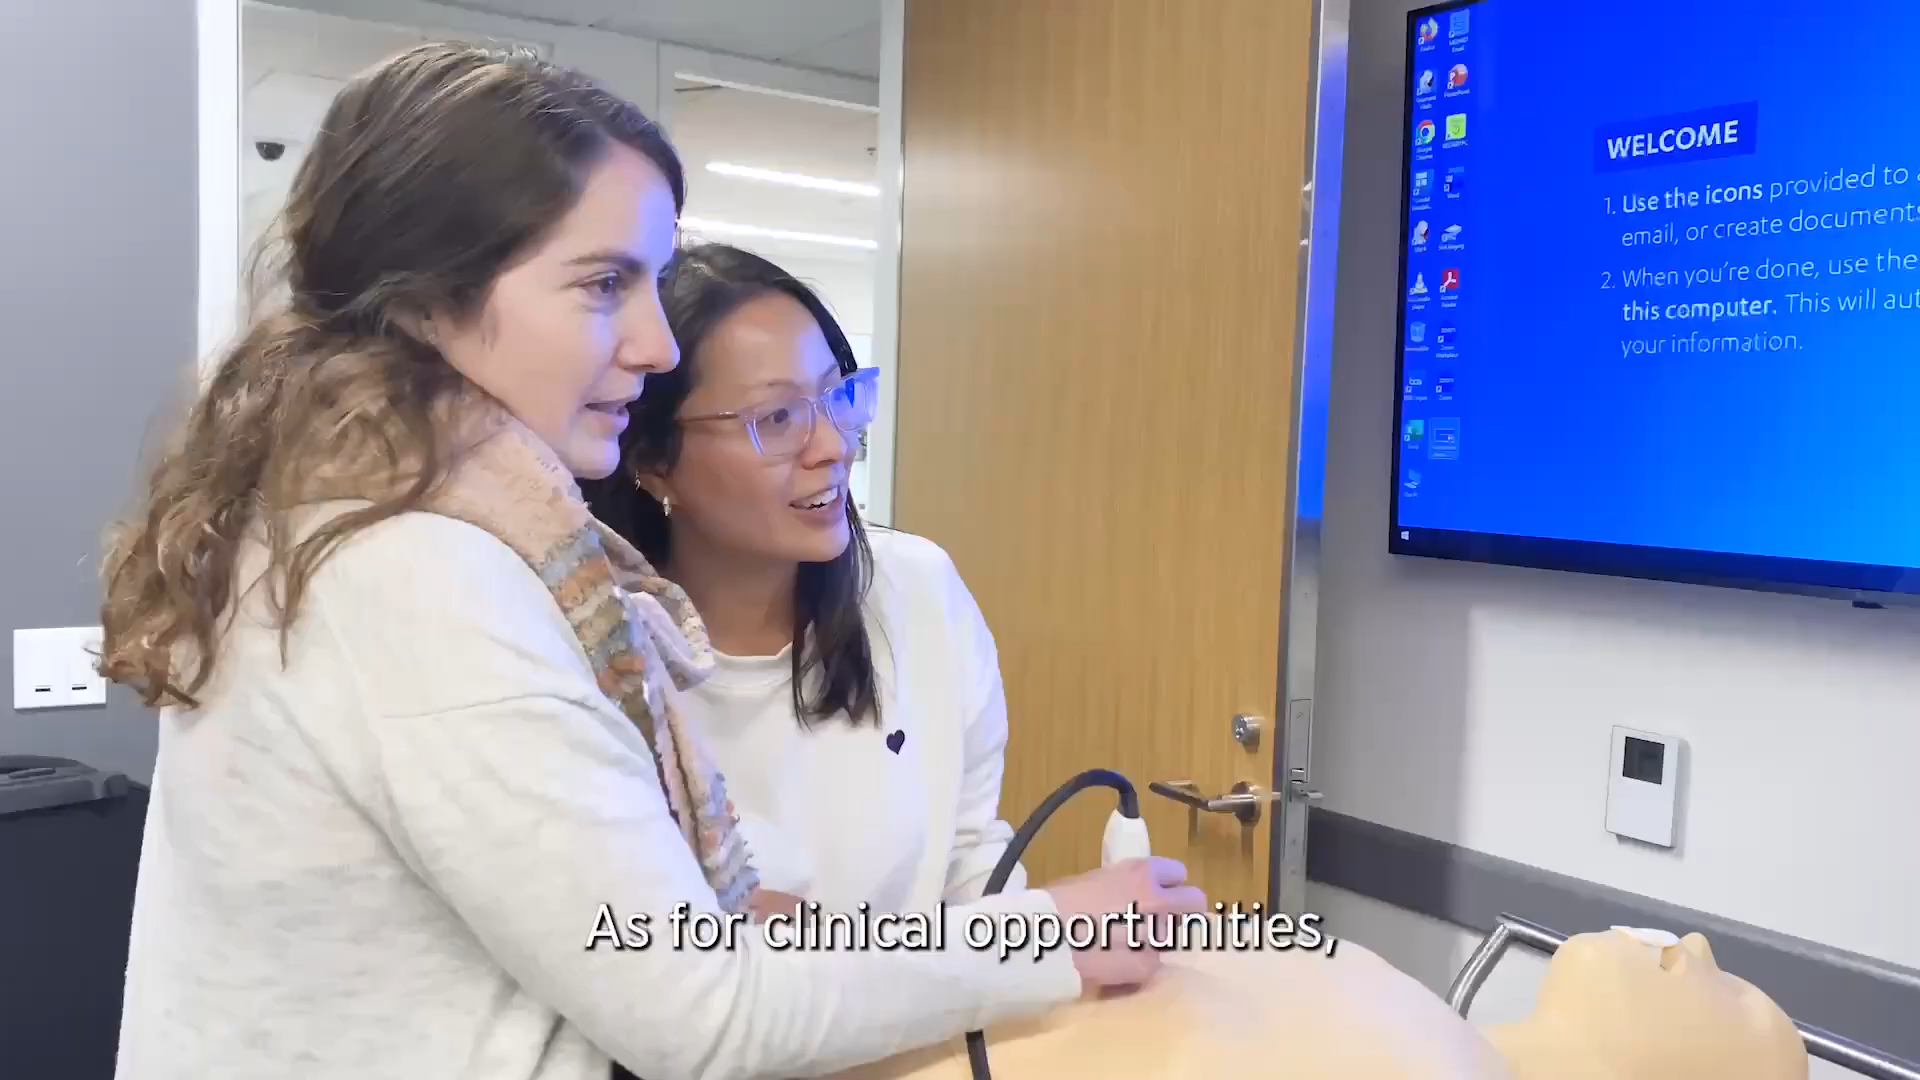 WELCOME
1. Use the icons provided to
email, or create documents
2. When you're done, use the
this computer. This will aut
your information.
As for clinical opportunities,